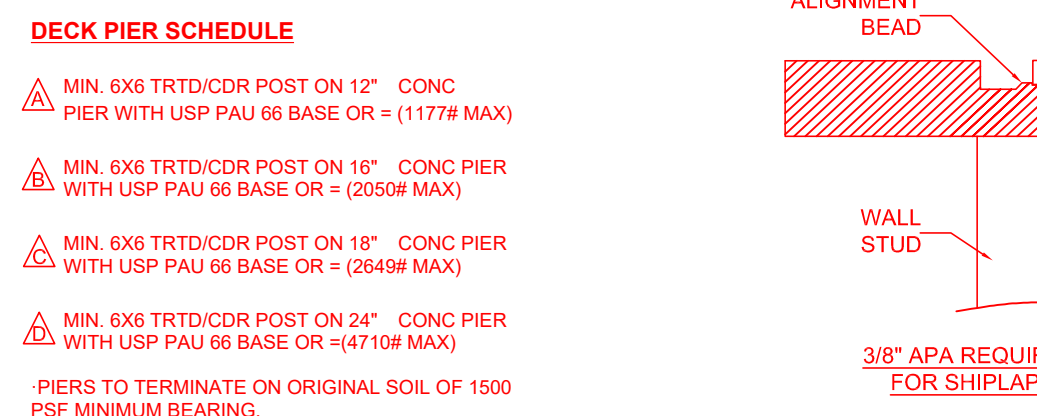 DECK PIER SCHEDULE
A MIN. 6X6 TRTD/CDR POST ON 12" CONC
PIER WITH USP PAU 66 BASE OR = (1177# MAX)
B MIN. 6X6 TRTD/CDR POST ON 16" CONC PIER
WITH USP PAU 66 BASE OR = (2050# MAX)
C MIN. 6X6 TRTD/CDR POST ON 18" CONC PIER
WITH USP PAU 66 BASE OR = (2649# MAX)
D MIN. 6X6 TRTD/CDR POST ON 24" CONC PIER
WITH USP PAU 66 BASE OR =(4710# MAX)
·PIERS TO TERMINATE ON ORIGINAL SOIL OF 1500
PSF MINIMUM BEARING.
ALIGNMENT
BEAD
WALL
STUD
3/8" APA
FOR SHIPLAP